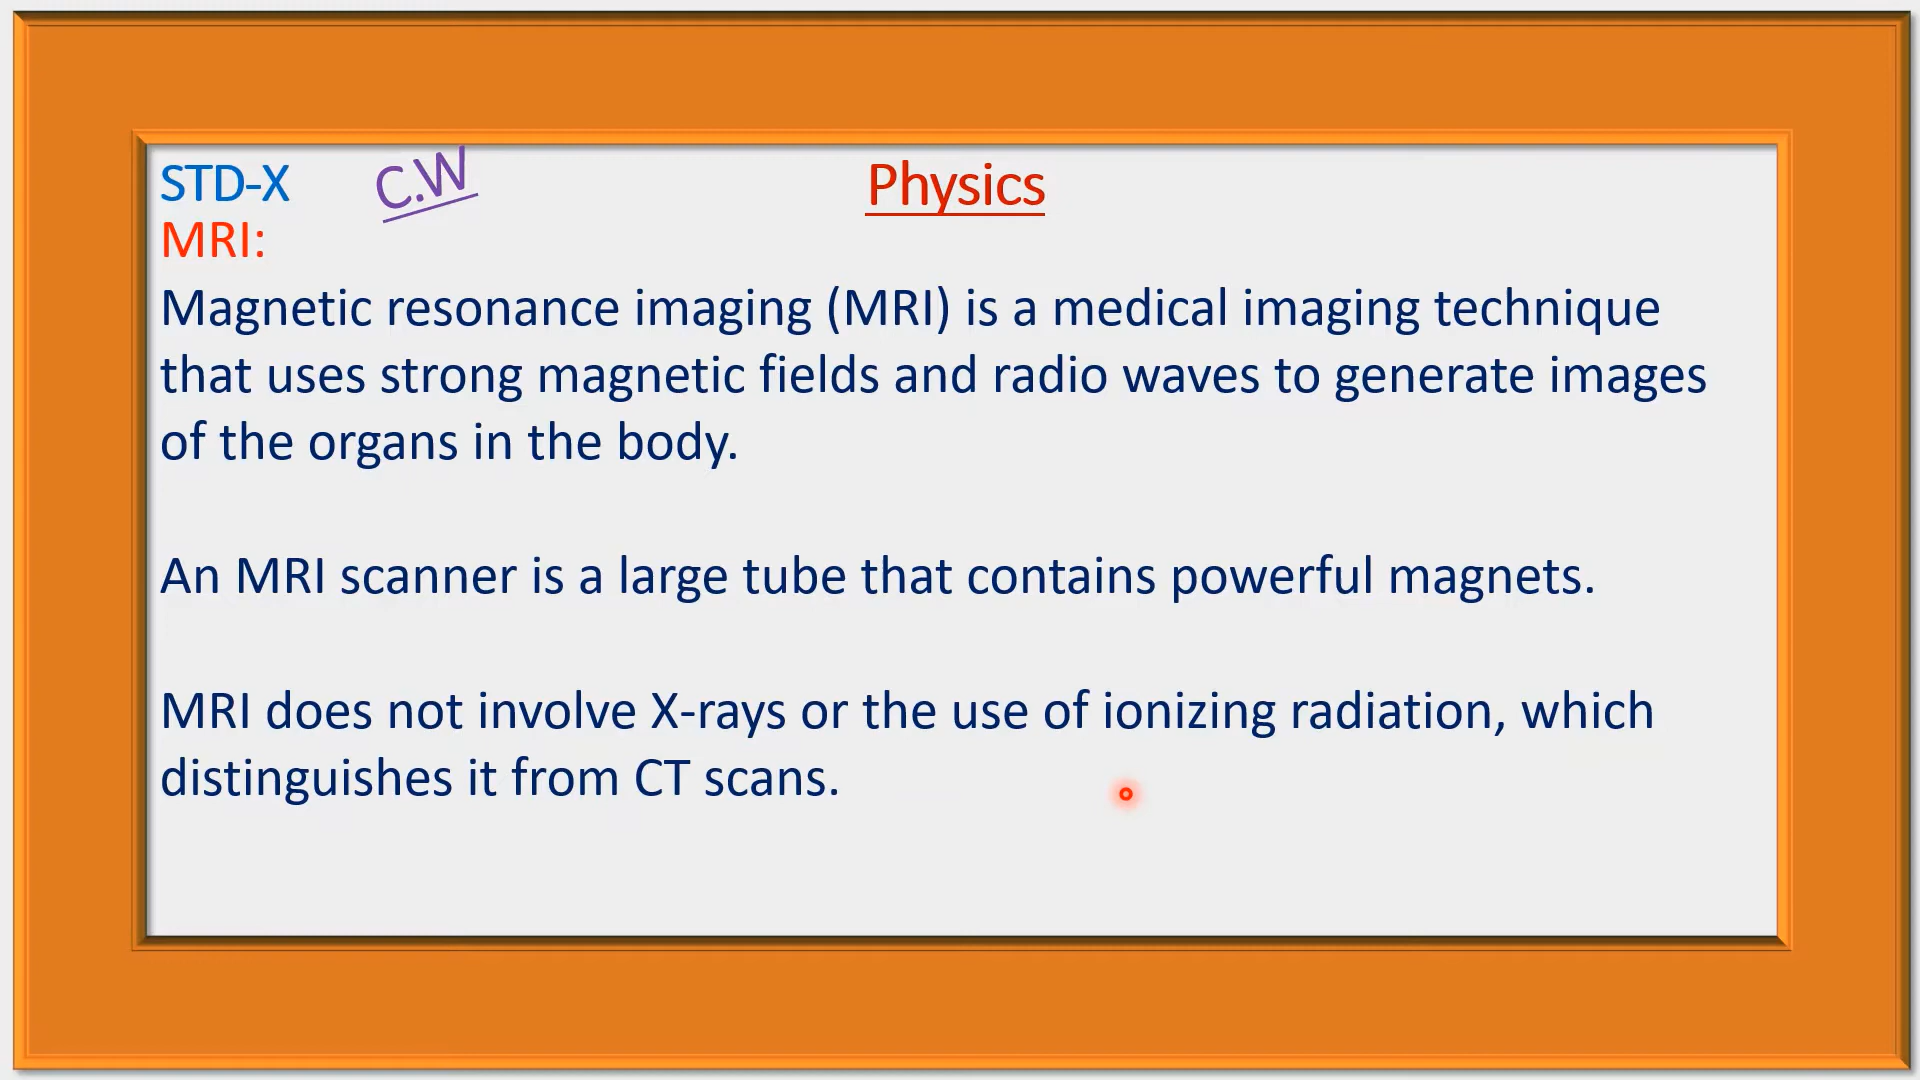 STD-X C.W Physics
MRI:
Magnetic resonance imaging (MRI) is a medical imaging technique
that uses strong magnetic fields and radio waves to generate images
of the organs in the body.
An MRI scanner is a large tube that contains powerful magnets.
MRI does not involve X-rays or the use of ionizing radiation, which
distinguishes it from CT scans.